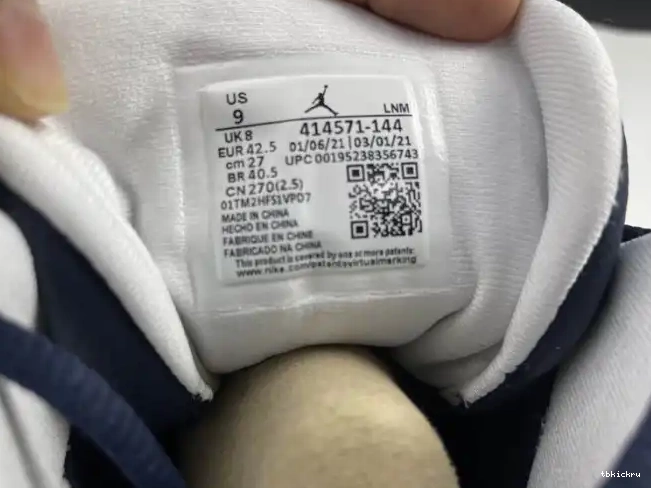 US
9
LNM
UK 8
414571-144
EUR 42.5
01/06/21 | 03/01/21
cm 27
UPC 00195238356743
BR 40.5
CN 270(2.5)
01TM2HFS1VPD7
MADE IN CHINA
HECHO EN CHINA
FABRIQUE EN CHINE
FABRICADO NA CHINA
This product is covered by one or more patents:
www.nike.com/patentsvirtualmarking
tbkickru